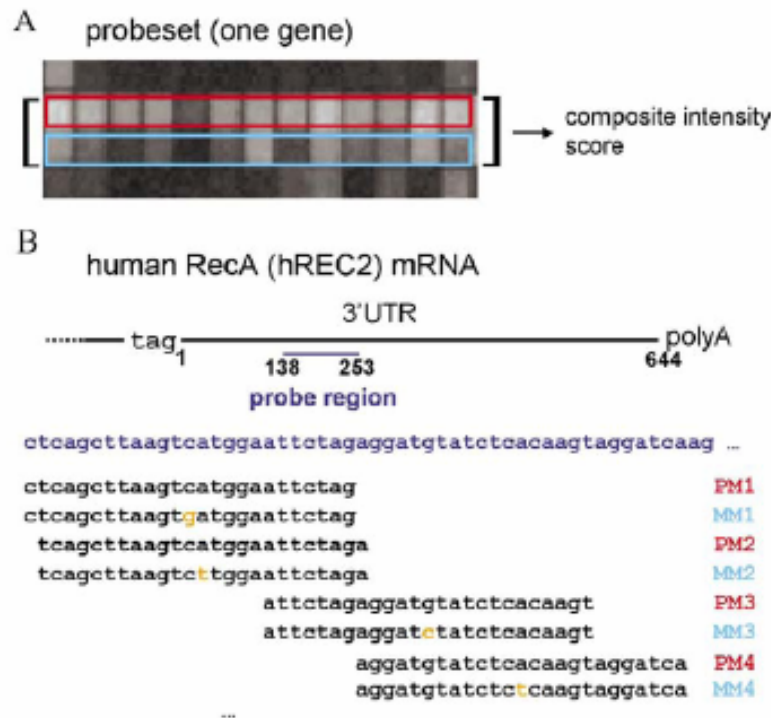 A
probeset (one gene)
composite intensity
score
B
human RecA (hREC2) mRNA
3'UTR
tag
1
138
253
644
polyA
probe region
ctcagcttaagtcatggaattctagaggatgtatctcacaagtaggatcaag ...
ctcagcttaagtcatggaattctag PM1
ctcagcttaagtgatggaattctag MM1
tcagcttaagtcatggaattctaga PM2
tcagcttaagtcttggaattctaga MM2
attctagaggatgtatctcacaagt PM3
attctagaggatctatctcacaagt MM3
aggatgtatctcacaagtaggatca PM4
aggatgtatctctcaagtaggatca MM4
...